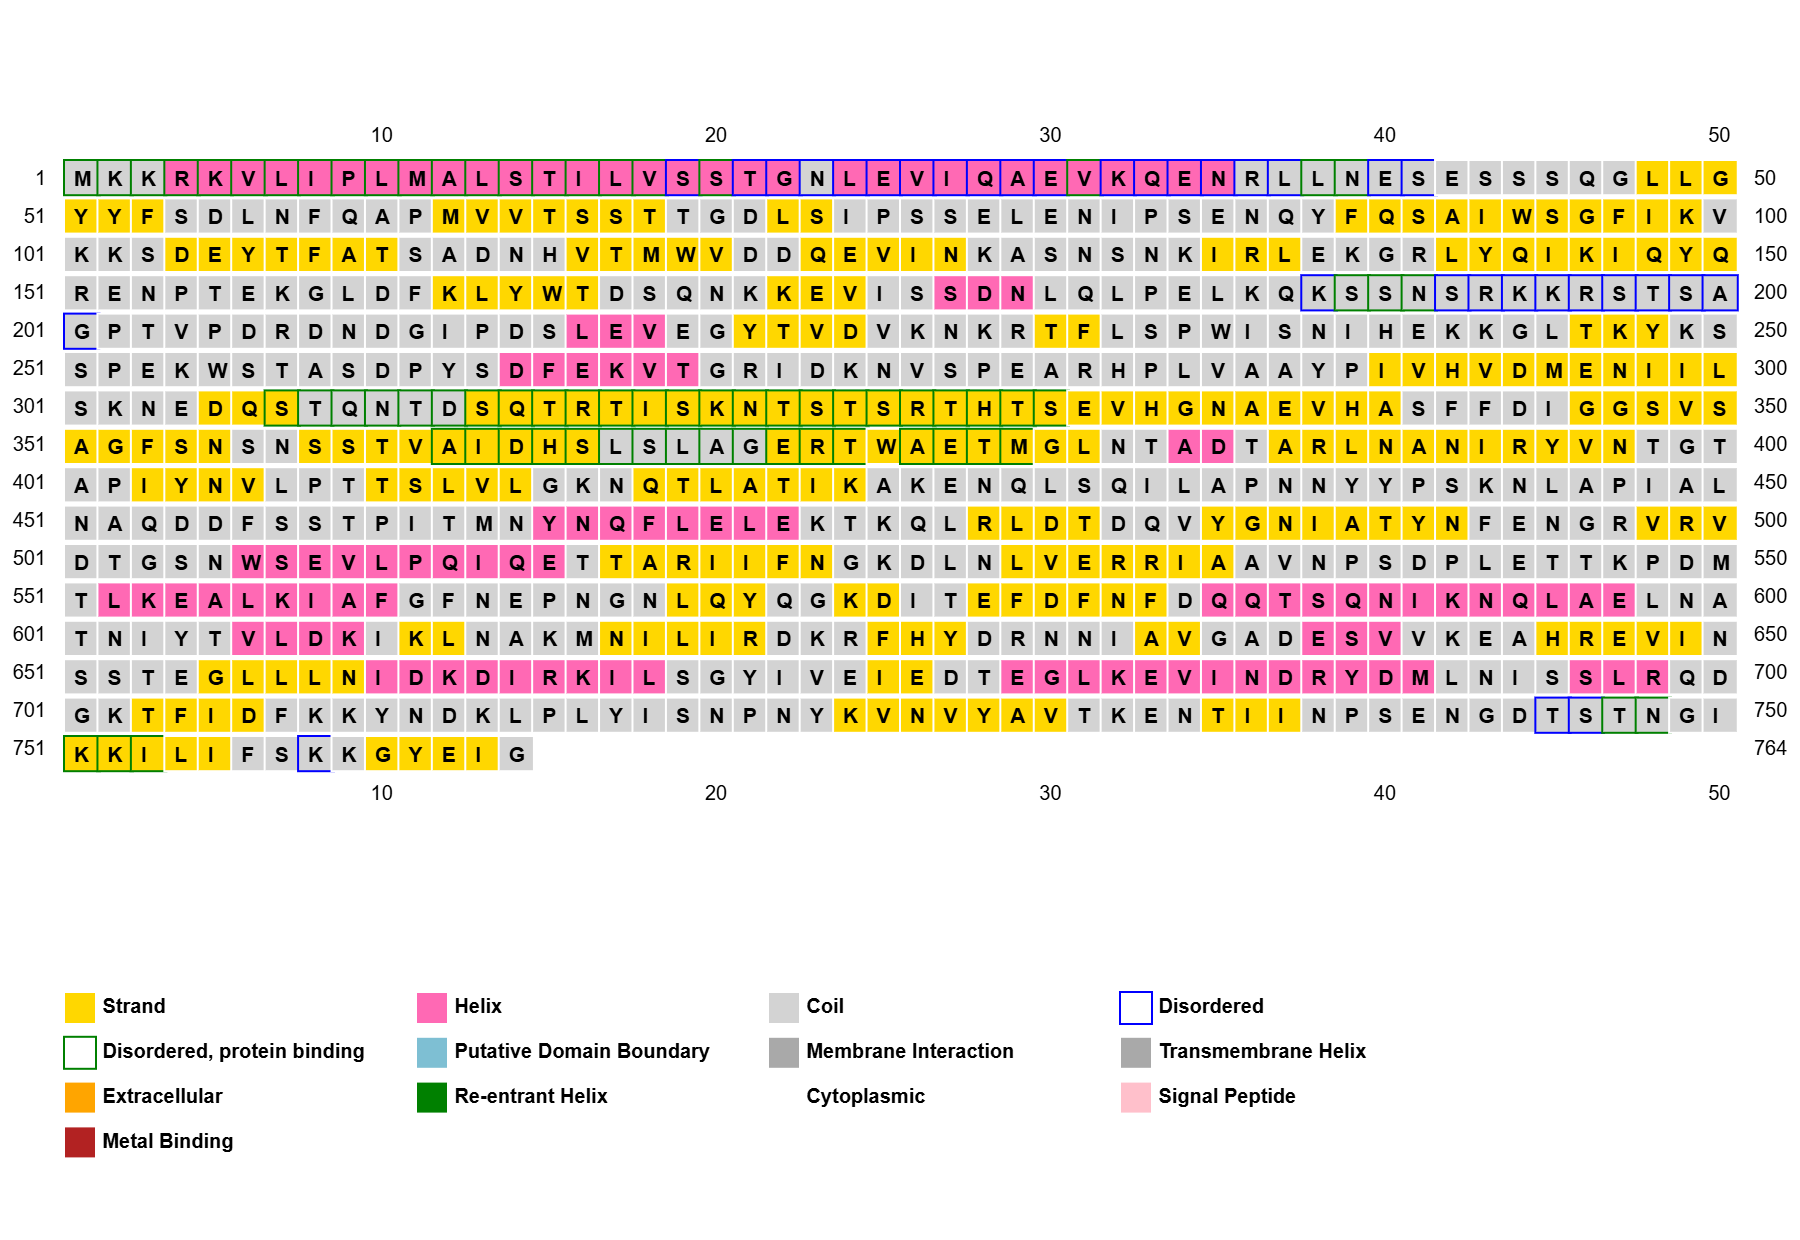 10 20 30 40 50
1 M K K R K V L I P L M A L S T I L V S S T G N L E V I Q A E V K Q E N R L L N E S E S S S Q G L L G 50
51 Y Y F S D L N F Q A P M V V T S S T T G D L S I P S S E L E N I P S E N Q Y F Q S A I W S G F I K V 100
101 K K S D E Y T F A T S A D N H V T M W V D D Q E V I N K A S N S N K I R L E K G R L Y Q I K I Q Y Q 150
151 R E N P T E K G L D F K L Y W T D S Q N K K E V I S S D N L Q L P E L K Q K S S N S R K K R S T S A 200
201 G P T V P D R D N D G I P D S L E V E G Y T V D V K N K R T F L S P W I S N I H E K K G L T K Y K S 250
251 S P E K W S T A S D P Y S D F E K V T G R I D K N V S P E A R H P L V A A Y P I V H V D M E N I I L 300
301 S K N E D Q S T Q N T D S Q T R T I S K N T S T S R T H T S E V H G N A E V H A S F F D I G G S V S 350
351 A G F S N S N S S T V A I D H S L S L A G E R T W A E T M G L N T A D T A R L N A N I R Y V N T G T 400
401 A P I Y N V L P T T S L V L G K N Q T L A T I K A K E N Q L S Q I L A P N N Y Y P S K N L A P I A L 450
451 N A Q D D F S S T P I T M N Y N Q F L E L E K T K Q L R L D T D Q V Y G N I A T Y N F E N G R V R V 500
501 D T G S N W S E V L P Q I Q E T T A R I I F N G K D L N L V E R R I A A V N P S D P L E T T K P D M 550
551 T L K E A L K I A F G F N E P N G N L Q Y Q G K D I T E F D F N F D Q Q T S Q N I K N Q L A E L N A 600
601 T N I Y T V L D K I K L N A K M N I L I R D K R F H Y D R N N I A V G A D E S V V K E A H R E V I N 650
651 S S T E G L L L N I D K D I R K I L S G Y I V E I E D T E G L K E V I N D R Y D M L N I S S L R Q D 700
701 G K T F I D F K K Y N D K L P L Y I S N P N Y K V N V Y A V T K E N T I I N P S E N G D T S T N G I 750
751 K K I L I F S K K G Y E I G 764
10 20 30 40 50
Strand Helix Coil Disordered
Disordered, protein binding Putative Domain Boundary Membrane Interaction Transmembrane Helix
Extracellular Re-entrant Helix Cytoplasmic Signal Peptide
Metal Binding